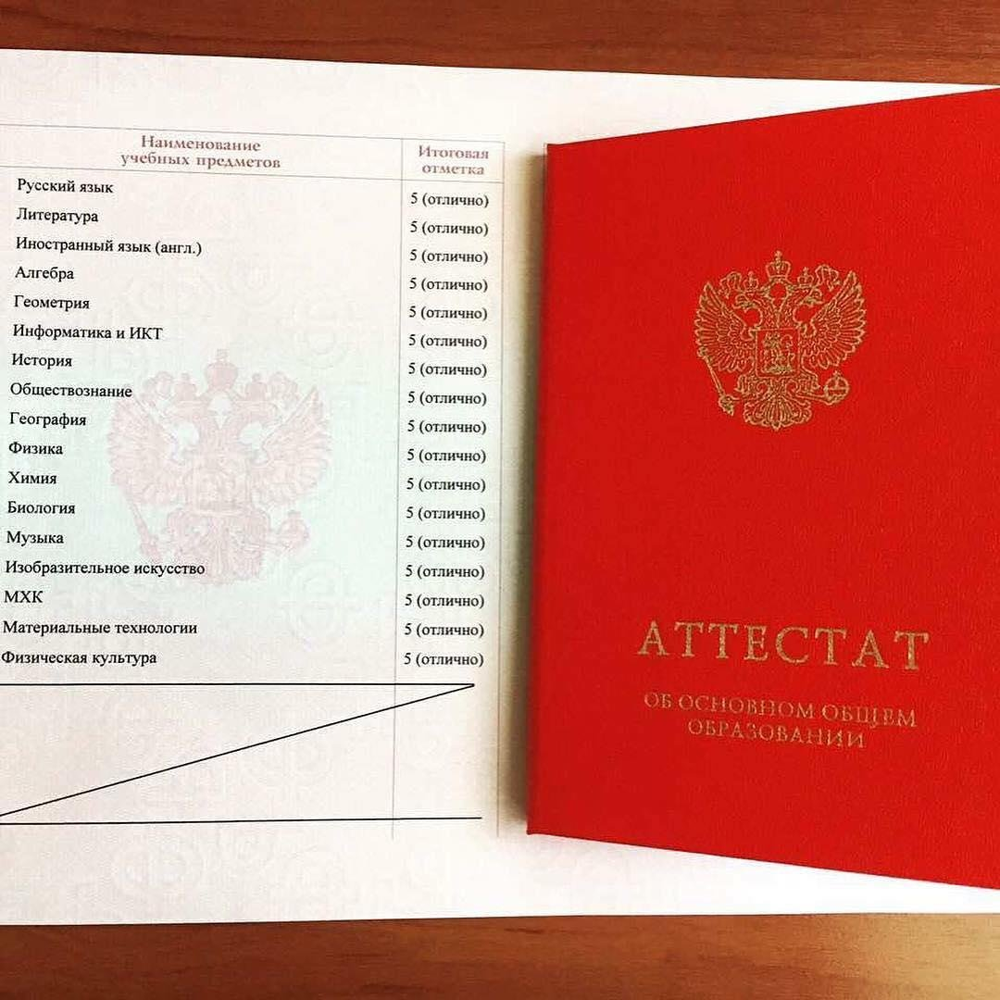 Наименование
учебных предметов
Итоговая
отметка
Русский язык 5 (отлично)
Литература 5 (отлично)
Иностранный язык (англ.) 5 (отлично)
Алгебра 5 (отлично)
Геометрия 5 (отлично)
Информатика и ИКТ 5 (отлично)
История 5 (отлично)
Обществознание 5 (отлично)
География 5 (отлично)
Физика 5 (отлично)
Химия 5 (отлично)
Биология 5 (отлично)
Музыка 5 (отлично)
Изобразительное искусство 5 (отлично)
МХК 5 (отлично)
Материальные технологии 5 (отлично)
Физическая культура 5 (отлично)
АТТЕСТАТ
ОБ ОСНОВНОМ ОБЩЕМ
ОБРАЗОВАНИИ